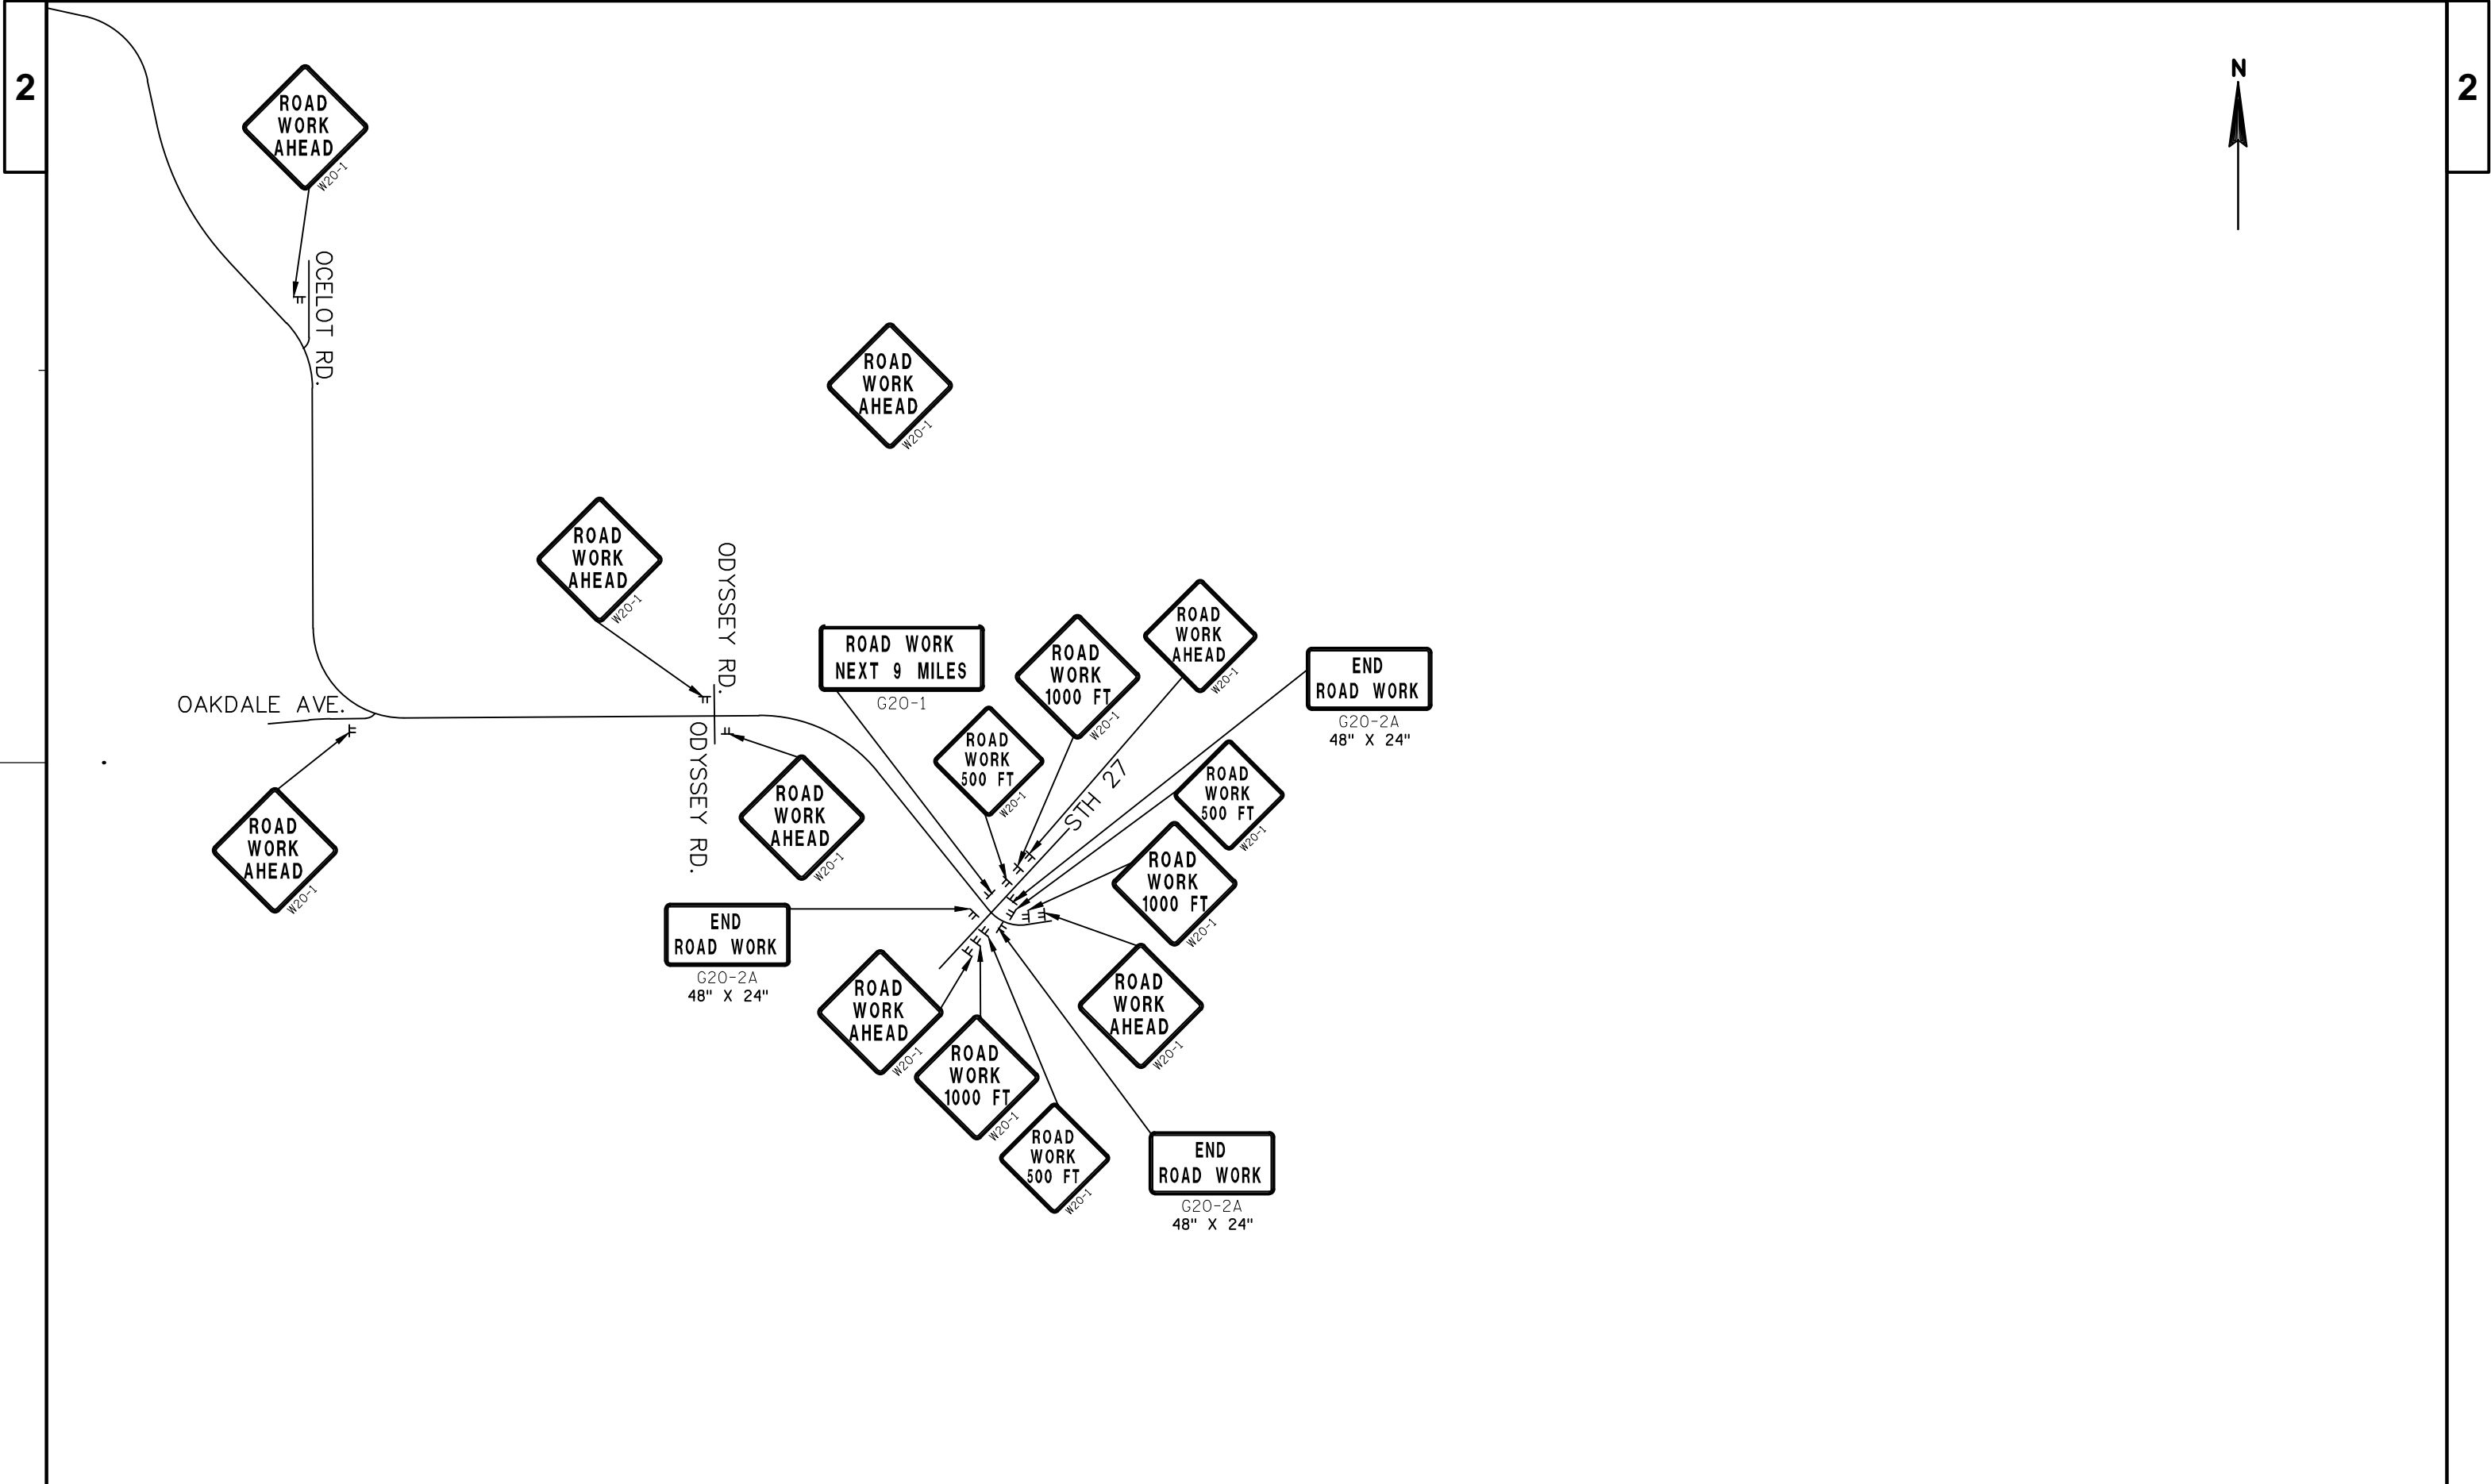 2
2
N
ROAD
WORK
AHEAD
W20-1
OCELOT RD.
ROAD
WORK
AHEAD
W20-1
ROAD
WORK
AHEAD
W20-1
ODYSSEY RD.
ROAD WORK
NEXT 9 MILES
G20-1
ROAD
WORK
1000 FT
W20-1
ROAD
WORK
AHEAD
W20-1
END
ROAD WORK
G20-2A
48" X 24"
OAKDALE AVE.
ODYSSEY RD.
ROAD
WORK
500 FT
W20-1
STH 27
ROAD
WORK
500 FT
W20-1
ROAD
WORK
AHEAD
W20-1
ROAD
WORK
AHEAD
W20-1
ROAD
WORK
1000 FT
W20-1
END
ROAD WORK
G20-2A
48" X 24"
ROAD
WORK
AHEAD
W20-1
ROAD
WORK
AHEAD
W20-1
ROAD
WORK
1000 FT
W20-1
ROAD
WORK
500 FT
W20-1
END
ROAD WORK
G20-2A
48" X 24"